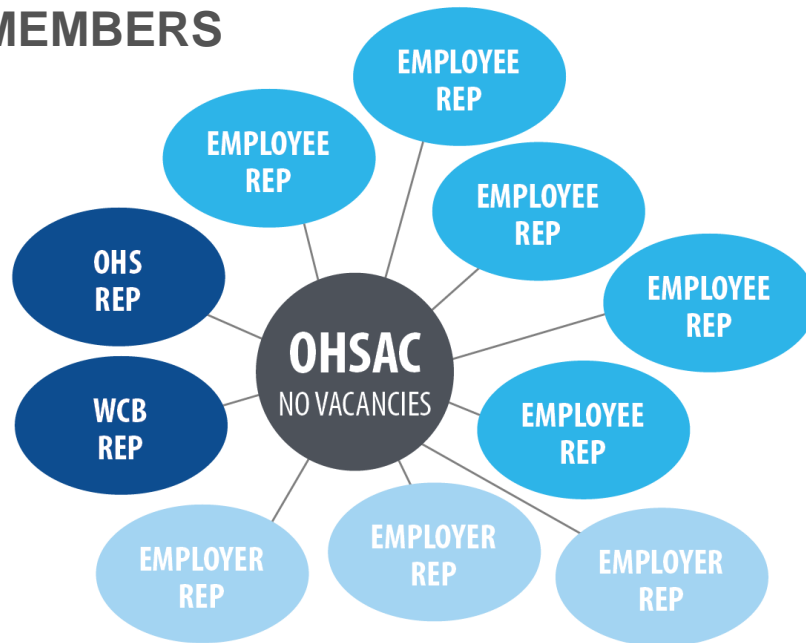 MEMBERS
EMPLOYEE
REP
EMPLOYEE
REP
EMPLOYEE
REP
OHS
REP
EMPLOYEE
REP
OHSAC
NO VACANCIES
WCB
REP
EMPLOYEE
REP
EMPLOYER
REP
EMPLOYER
REP
EMPLOYER
REP